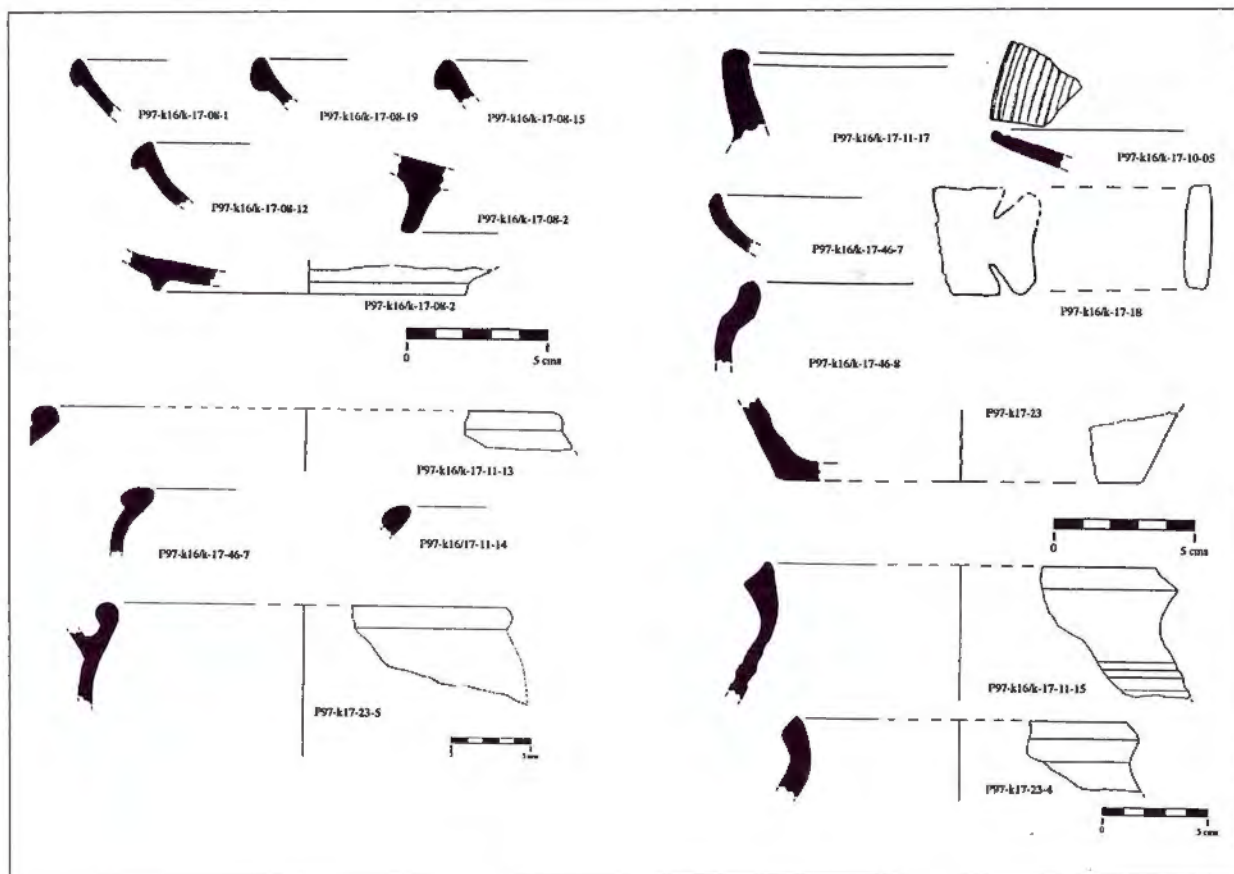 P97-k16/k-17-08-1
P97-k16/k-17-08-19
P97-k16/k-17-08-15
P97-k16/k-17-08-12
P97-k16/k-17-08-2
P97-k16/k-17-08-2
0 5 cms
P97-k16/k-17-11-13
P97-k16/k-17-46-7
P97-k16/17-11-14
P97-k17-23-5
P97-k16/k-17-11-17
P97-k16/k-17-10-05
P97-k16/k-17-46-7
P97-k16/k-17-18
P97-k16/k-17-46-8
P97-k17-23
0 5 cms
P97-k16/k-17-11-15
P97-k17-23-4
0 5 cms